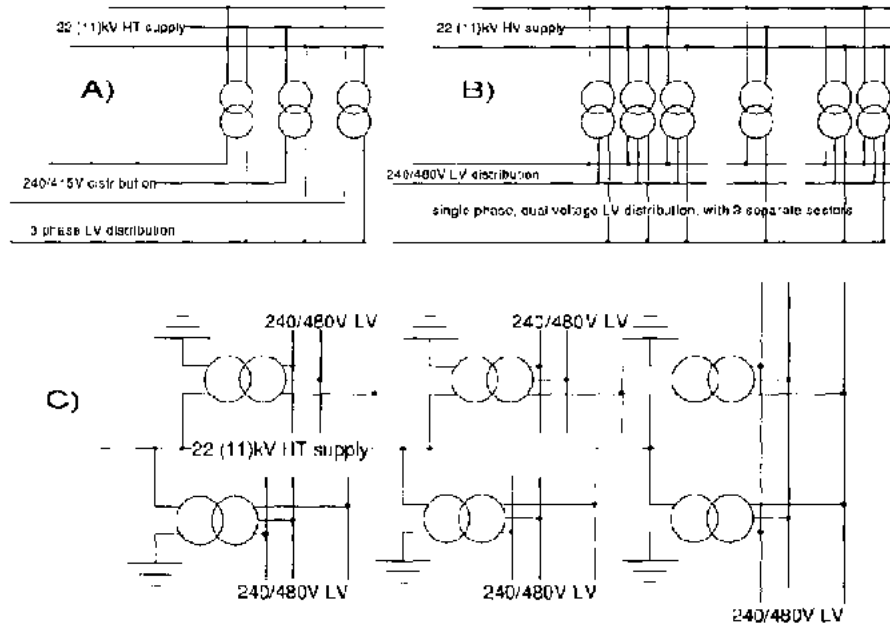 22 (11)kV HT supply
A)
240/415V distribution
3 phase LV distribution
22 (11)kV HV supply
B)
240/480V LV distribution
single phase, dual voltage LV distribution, with 3 separate sectors
C)
240/480V LV
240/480V LV
22 (11)kV HT supply
240/480V LV
240/480V LV
240/480V LV